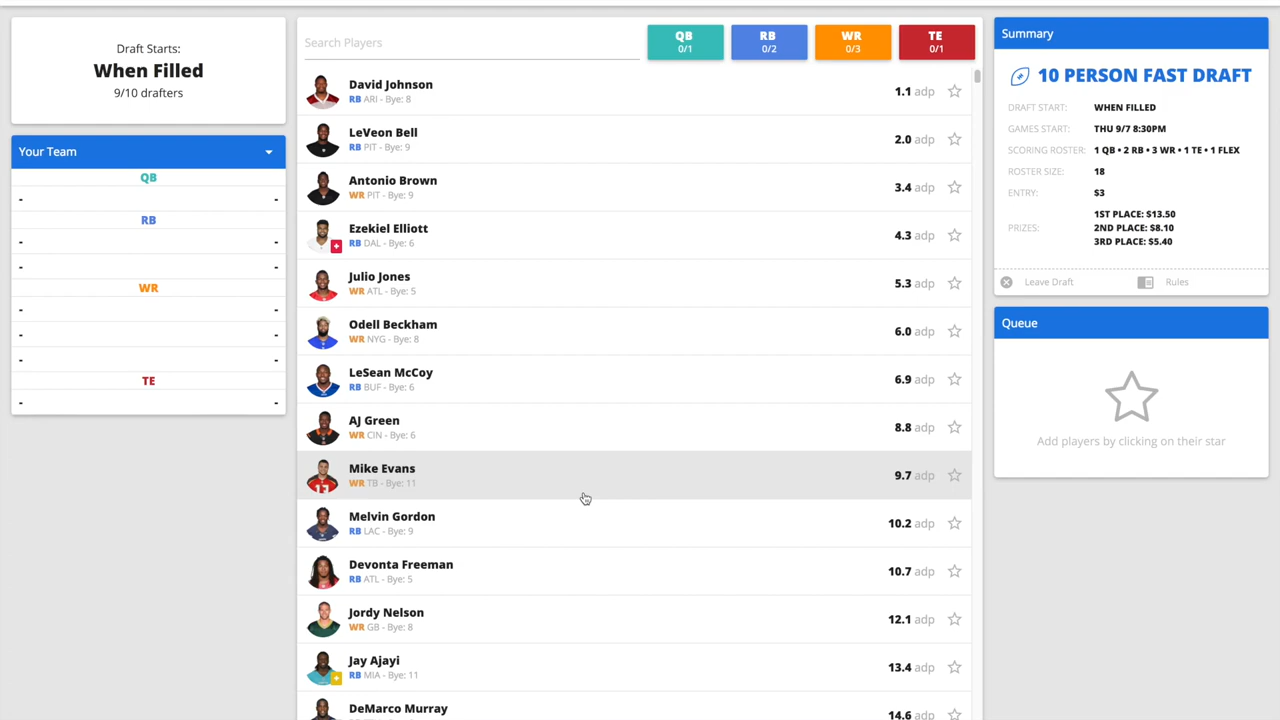 Draft Starts:
When Filled
9/10 drafters
Your Team
QB
- -
RB
- -
- -
WR
- -
- -
- -
TE
- -
Search Players
QB
0/1
RB
0/2
WR
0/3
TE
0/1
David Johnson
RB ARI - Bye: 8
1.1 adp
LeVeon Bell
RB PIT - Bye: 9
2.0 adp
Antonio Brown
WR PIT - Bye: 9
3.4 adp
Ezekiel Elliott
RB DAL - Bye: 6
4.3 adp
Julio Jones
WR ATL - Bye: 5
5.3 adp
Odell Beckham
WR NYG - Bye: 8
6.0 adp
LeSean McCoy
RB BUF - Bye: 6
6.9 adp
AJ Green
WR CIN - Bye: 6
8.8 adp
Mike Evans
WR TB - Bye: 11
9.7 adp
Melvin Gordon
RB LAC - Bye: 9
10.2 adp
Devonta Freeman
RB ATL - Bye: 5
10.7 adp
Jordy Nelson
WR GB - Bye: 8
12.1 adp
Jay Ajayi
RB MIA - Bye: 11
13.4 adp
DeMarco Murray
14.6 adp
Summary
10 PERSON FAST DRAFT
DRAFT START: WHEN FILLED
GAMES START: THU 9/7 8:30PM
SCORING ROSTER: 1 QB • 2 RB • 3 WR • 1 TE • 1 FLEX
ROSTER SIZE: 18
ENTRY: $3
1ST PLACE: $13.50
PRIZES: 2ND PLACE: $8.10
3RD PLACE: $5.40
Leave Draft
Rules
Queue
Add players by clicking on their star